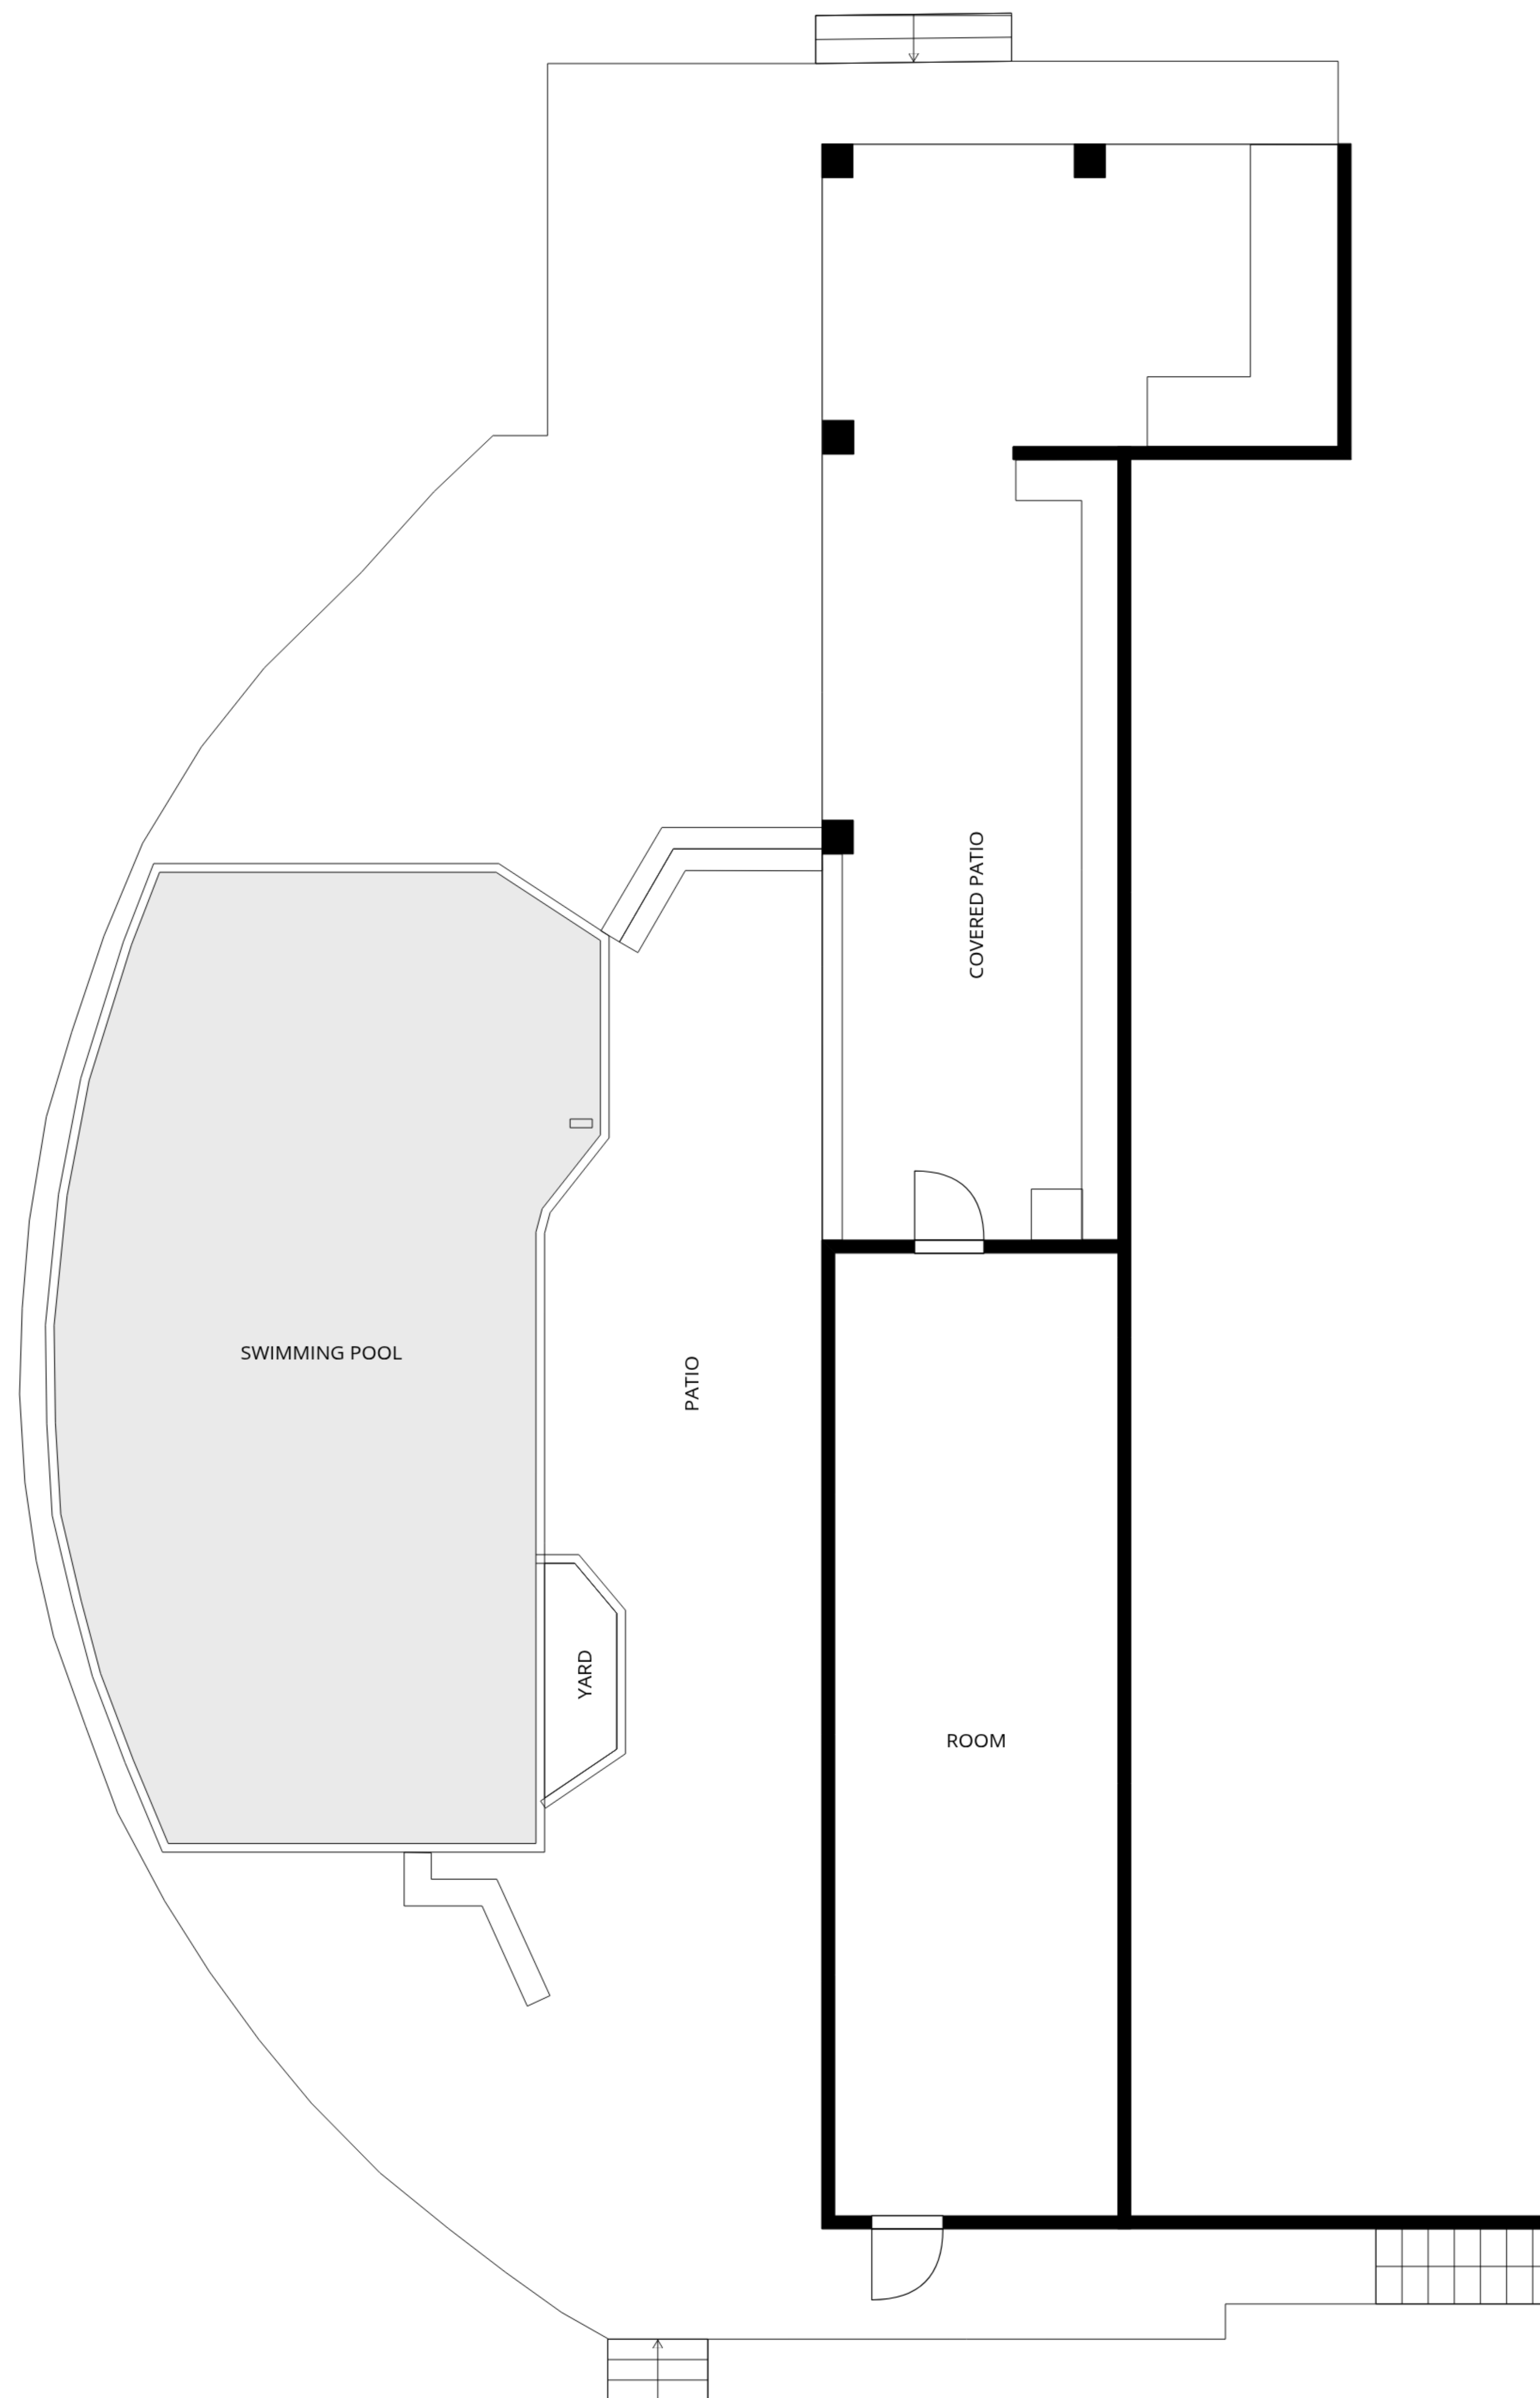 COVERED PATIO
SWIMMING POOL
PATIO
YARD
ROOM